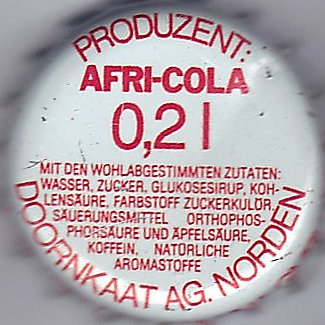 PRODUZENT:
AFRI-COLA
0,2 l
MIT DEN WOHLABGESTIMMTEN ZUTATEN:
WASSER, ZUCKER, GLUKOSESIRUP, KOH-
LENSÄURE, FARBSTOFF ZUCKERKULÖR,
SÄUERUNGSMITTEL ORTHOPHOS-
PHORSÄURE UND ÄPFELSÄURE,
KOFFEIN, NATÜRLICHE
AROMASTOFFE
DOORNKAAT AG. NORDEN